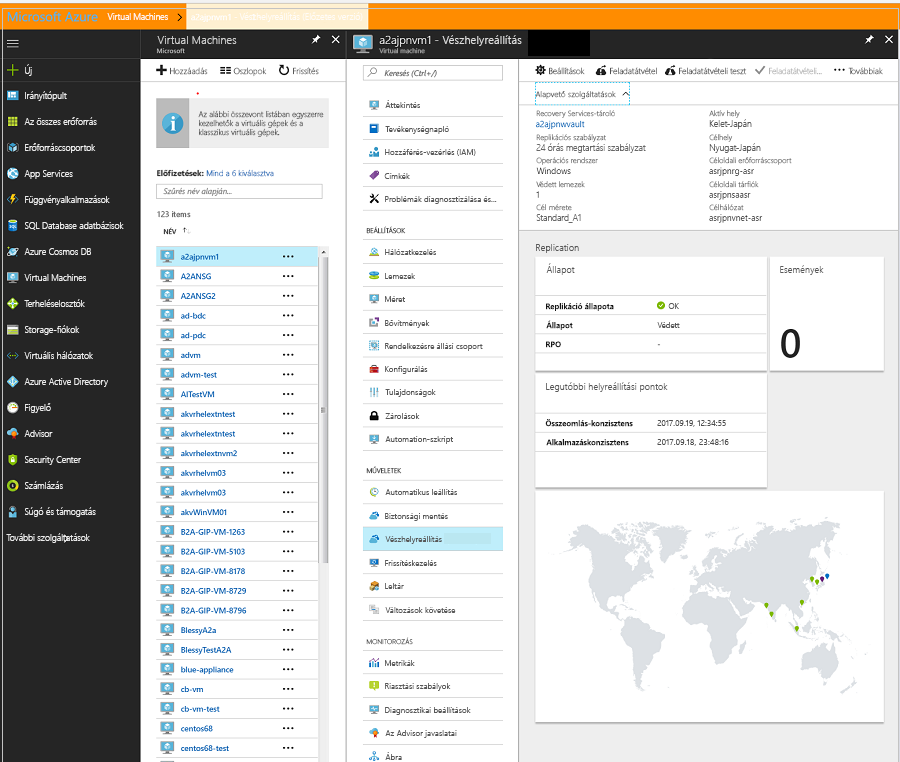 Microsoft Azure Virtual Machines
Virtual Machines
Microsoft
a2ajpnvm1 - Vészhelyreállítás
Virtual machine
Új
Irányítópult
Az összes erőforrás
Erőforráscsoportok
App Services
Függvényalkalmazások
SQL Database adatbázisok
Azure Cosmos DB
Virtual Machines
Terheléselosztók
Storage-fiókok
Virtuális hálózatok
Azure Active Directory
Figyelő
Advisor
Security Center
Számlázás
Súgó és támogatás
További szolgáltatások
Hozzáadás Oszlopok Frissítés
Az alábbi összevont listában egyszerre
kezelhetők a virtuális gépek és a
klasszikus virtuális gépek.
Előfizetések: Mind a 6 kiválasztva
Szűrés név alapján...
123 items
NÉV
a2ajpnvm1
A2ANSG
A2ANSG2
ad-bdc
ad-pdc
advm
advm-test
AITestVM
akvrhelextntest
akvrhelextntest
akvrhelextnvm2
akvrhelvm03
akvrhelvm03
akvWinVM01
B2A-GIP-VM-1263
B2A-GIP-VM-5103
B2A-GIP-VM-8178
B2A-GIP-VM-8729
B2A-GIP-VM-8796
BlessyA2a
BlessyTestA2A
blue-appliance
cb-vm
cb-vm-test
centos68
centos68-test
Keresés (Ctrl+/)
Áttekintés
Tevékenységnapló
Hozzáférés-vezérlés (IAM)
Címkék
Problémák diagnosztizálása és...
BEÁLLÍTÁSOK
Hálózatkezelés
Lemezek
Méret
Bővítmények
Rendelkezésre állási csoport
Konfigurálás
Tulajdonságok
Zárolások
Automation-szkript
MŰVELETEK
Automatikus leállítás
Biztonsági mentés
Vészhelyreállítás
Frissítéskezelés
Leltár
Változások követése
MONITOROZÁS
Metrikák
Riasztási szabályok
Diagnosztikai beállítások
Az Advisor javaslatai
Ábra
Beállítások Feladatátvétel Feladatátvételi teszt Feladatátvételi... Továbbiak
Alapvető szolgáltatások
Recovery Services-tároló
a2ajpnwvault
Replikációs szabályzat
24 órás megtartási szabályzat
Operációs rendszer
Windows
Védett lemezek
1
Cél mérete
Standard_A1
Aktív hely
Kelet-Japán
Célhely
Nyugat-Japán
Céloldali erőforráscsoport
asrjpnrg-asr
Céloldali tárfiók
asrjpnsaasr
Célhálózat
asrjpnvnet-asr
Replication
Állapot
Replikáció állapota OK
Állapot Védett
RPO -
Események
0
Legutóbbi helyreállítási pontok
Összeomlás-konzisztens 2017.09.19, 12:34:55
Alkalmazáskonzisztens 2017.09.18, 23:48:16